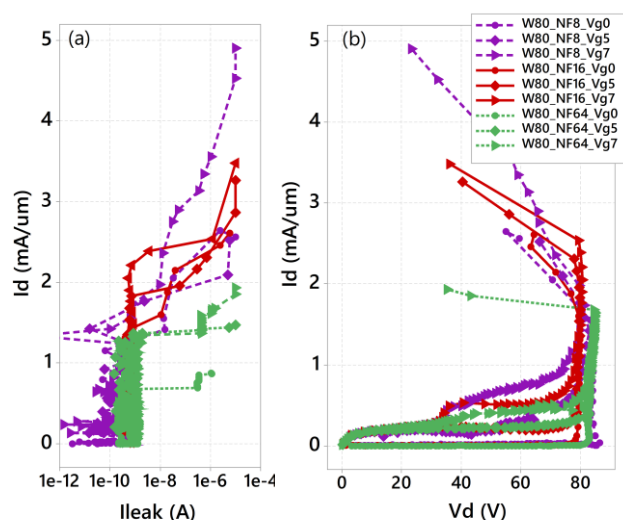 (a)
Id (mA/um)
5
4
3
2
1
0
1e-12
1e-10
1e-8
1e-6
1e-4
Ileak (A)
(b)
Id (mA/um)
5
4
3
2
1
0
0
20
40
60
80
Vd (V)
W80_NF8_Vg0
W80_NF8_Vg5
W80_NF8_Vg7
W80_NF16_Vg0
W80_NF16_Vg5
W80_NF16_Vg7
W80_NF64_Vg0
W80_NF64_Vg5
W80_NF64_Vg7